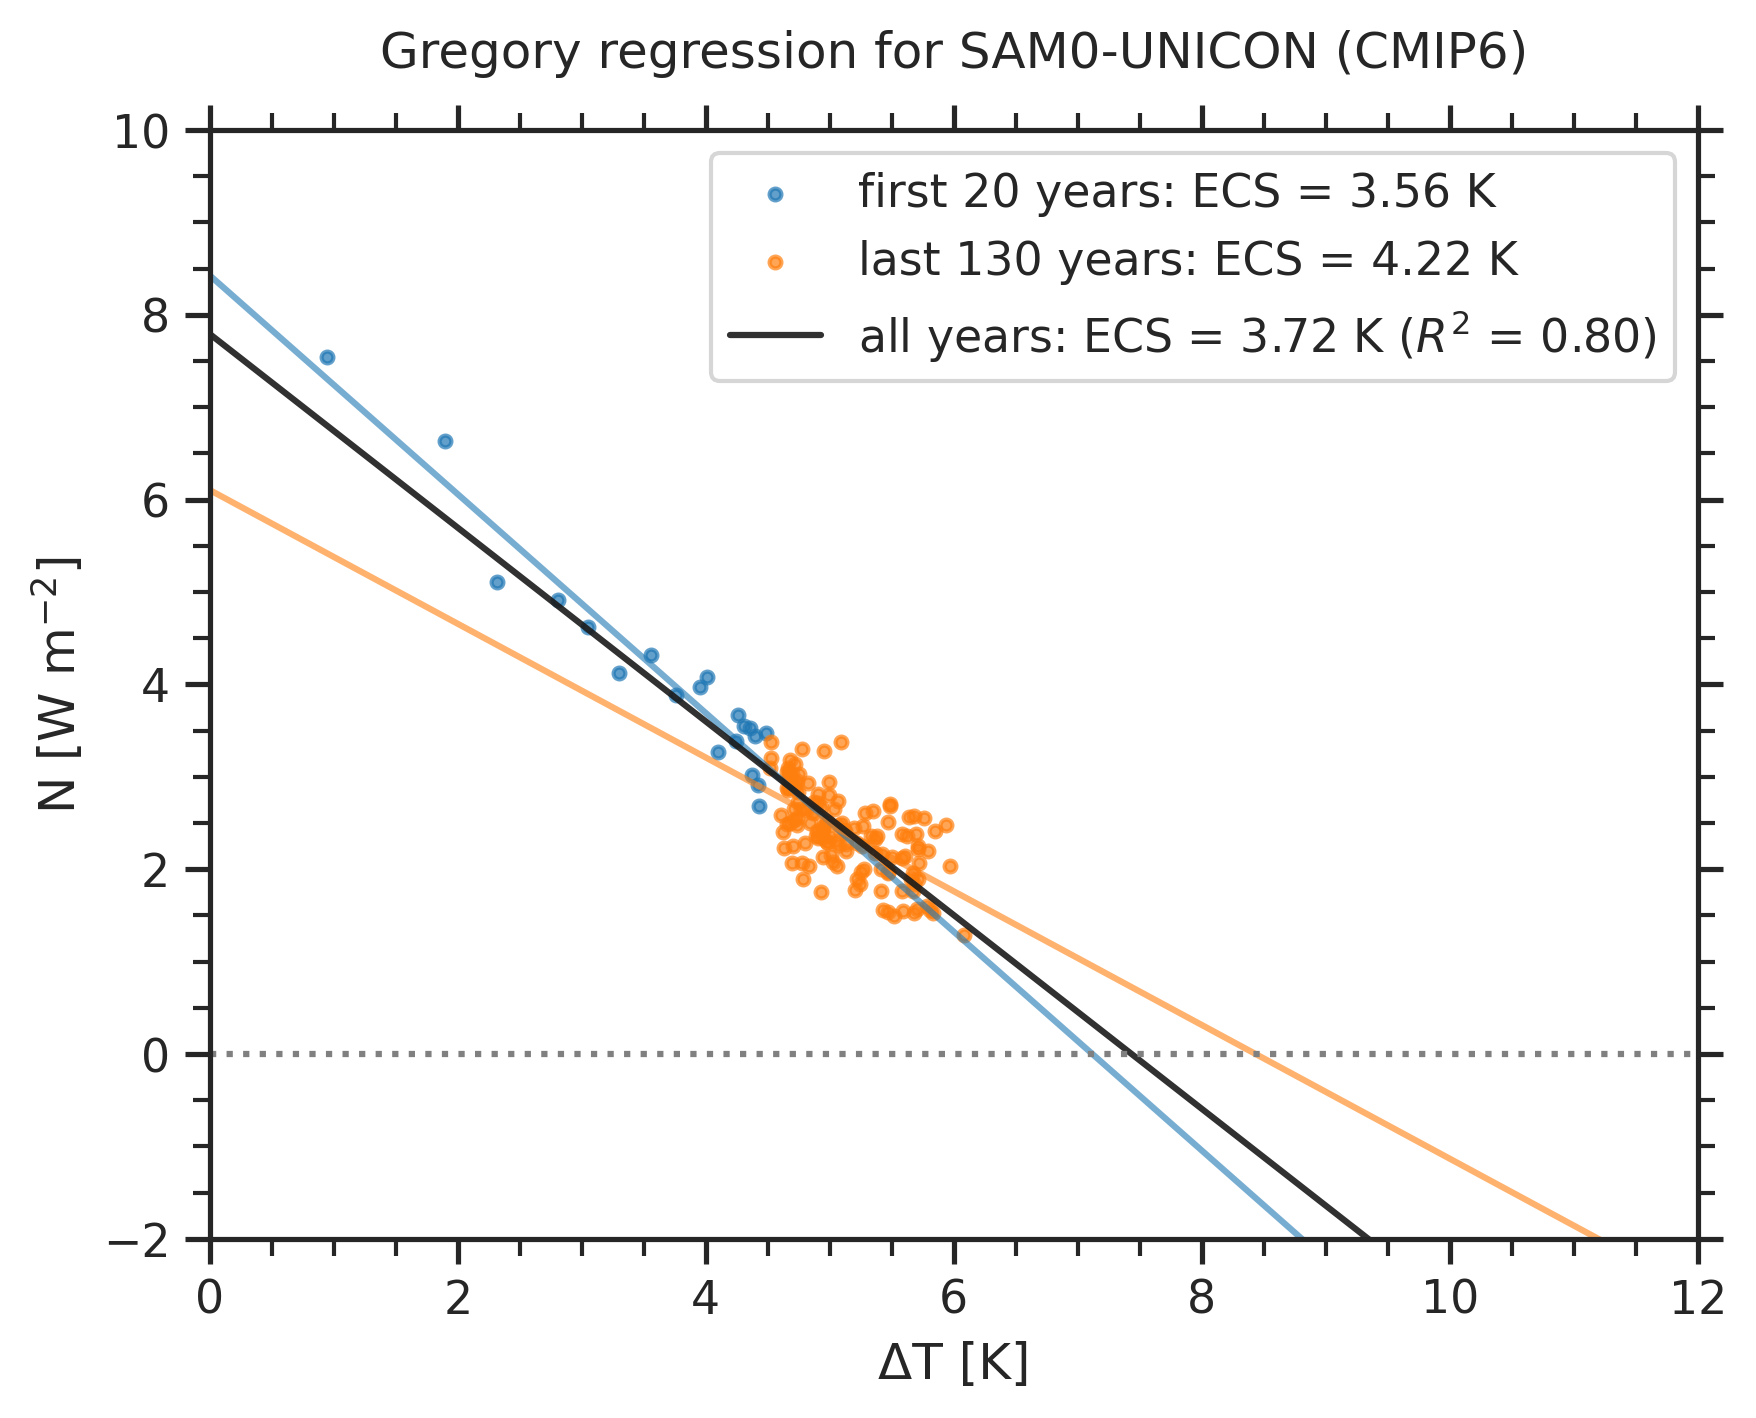 Gregory regression for SAM0-UNICON (CMIP6)
10
8
6
4
2
0
−2
N [W m⁻²]
first 20 years: ECS = 3.56 K
last 130 years: ECS = 4.22 K
all years: ECS = 3.72 K (R² = 0.80)
0 2 4 6 8 10 12
ΔT [K]